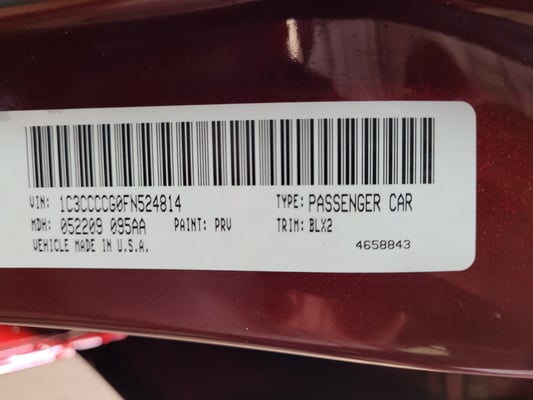 VIN: 1C3CCCCG0FN524814 TYPE: PASSENGER CAR
MDH: 052209 095AA PAINT: PRV TRIM: BLX2
VEHICLE MADE IN U.S.A. 4658843